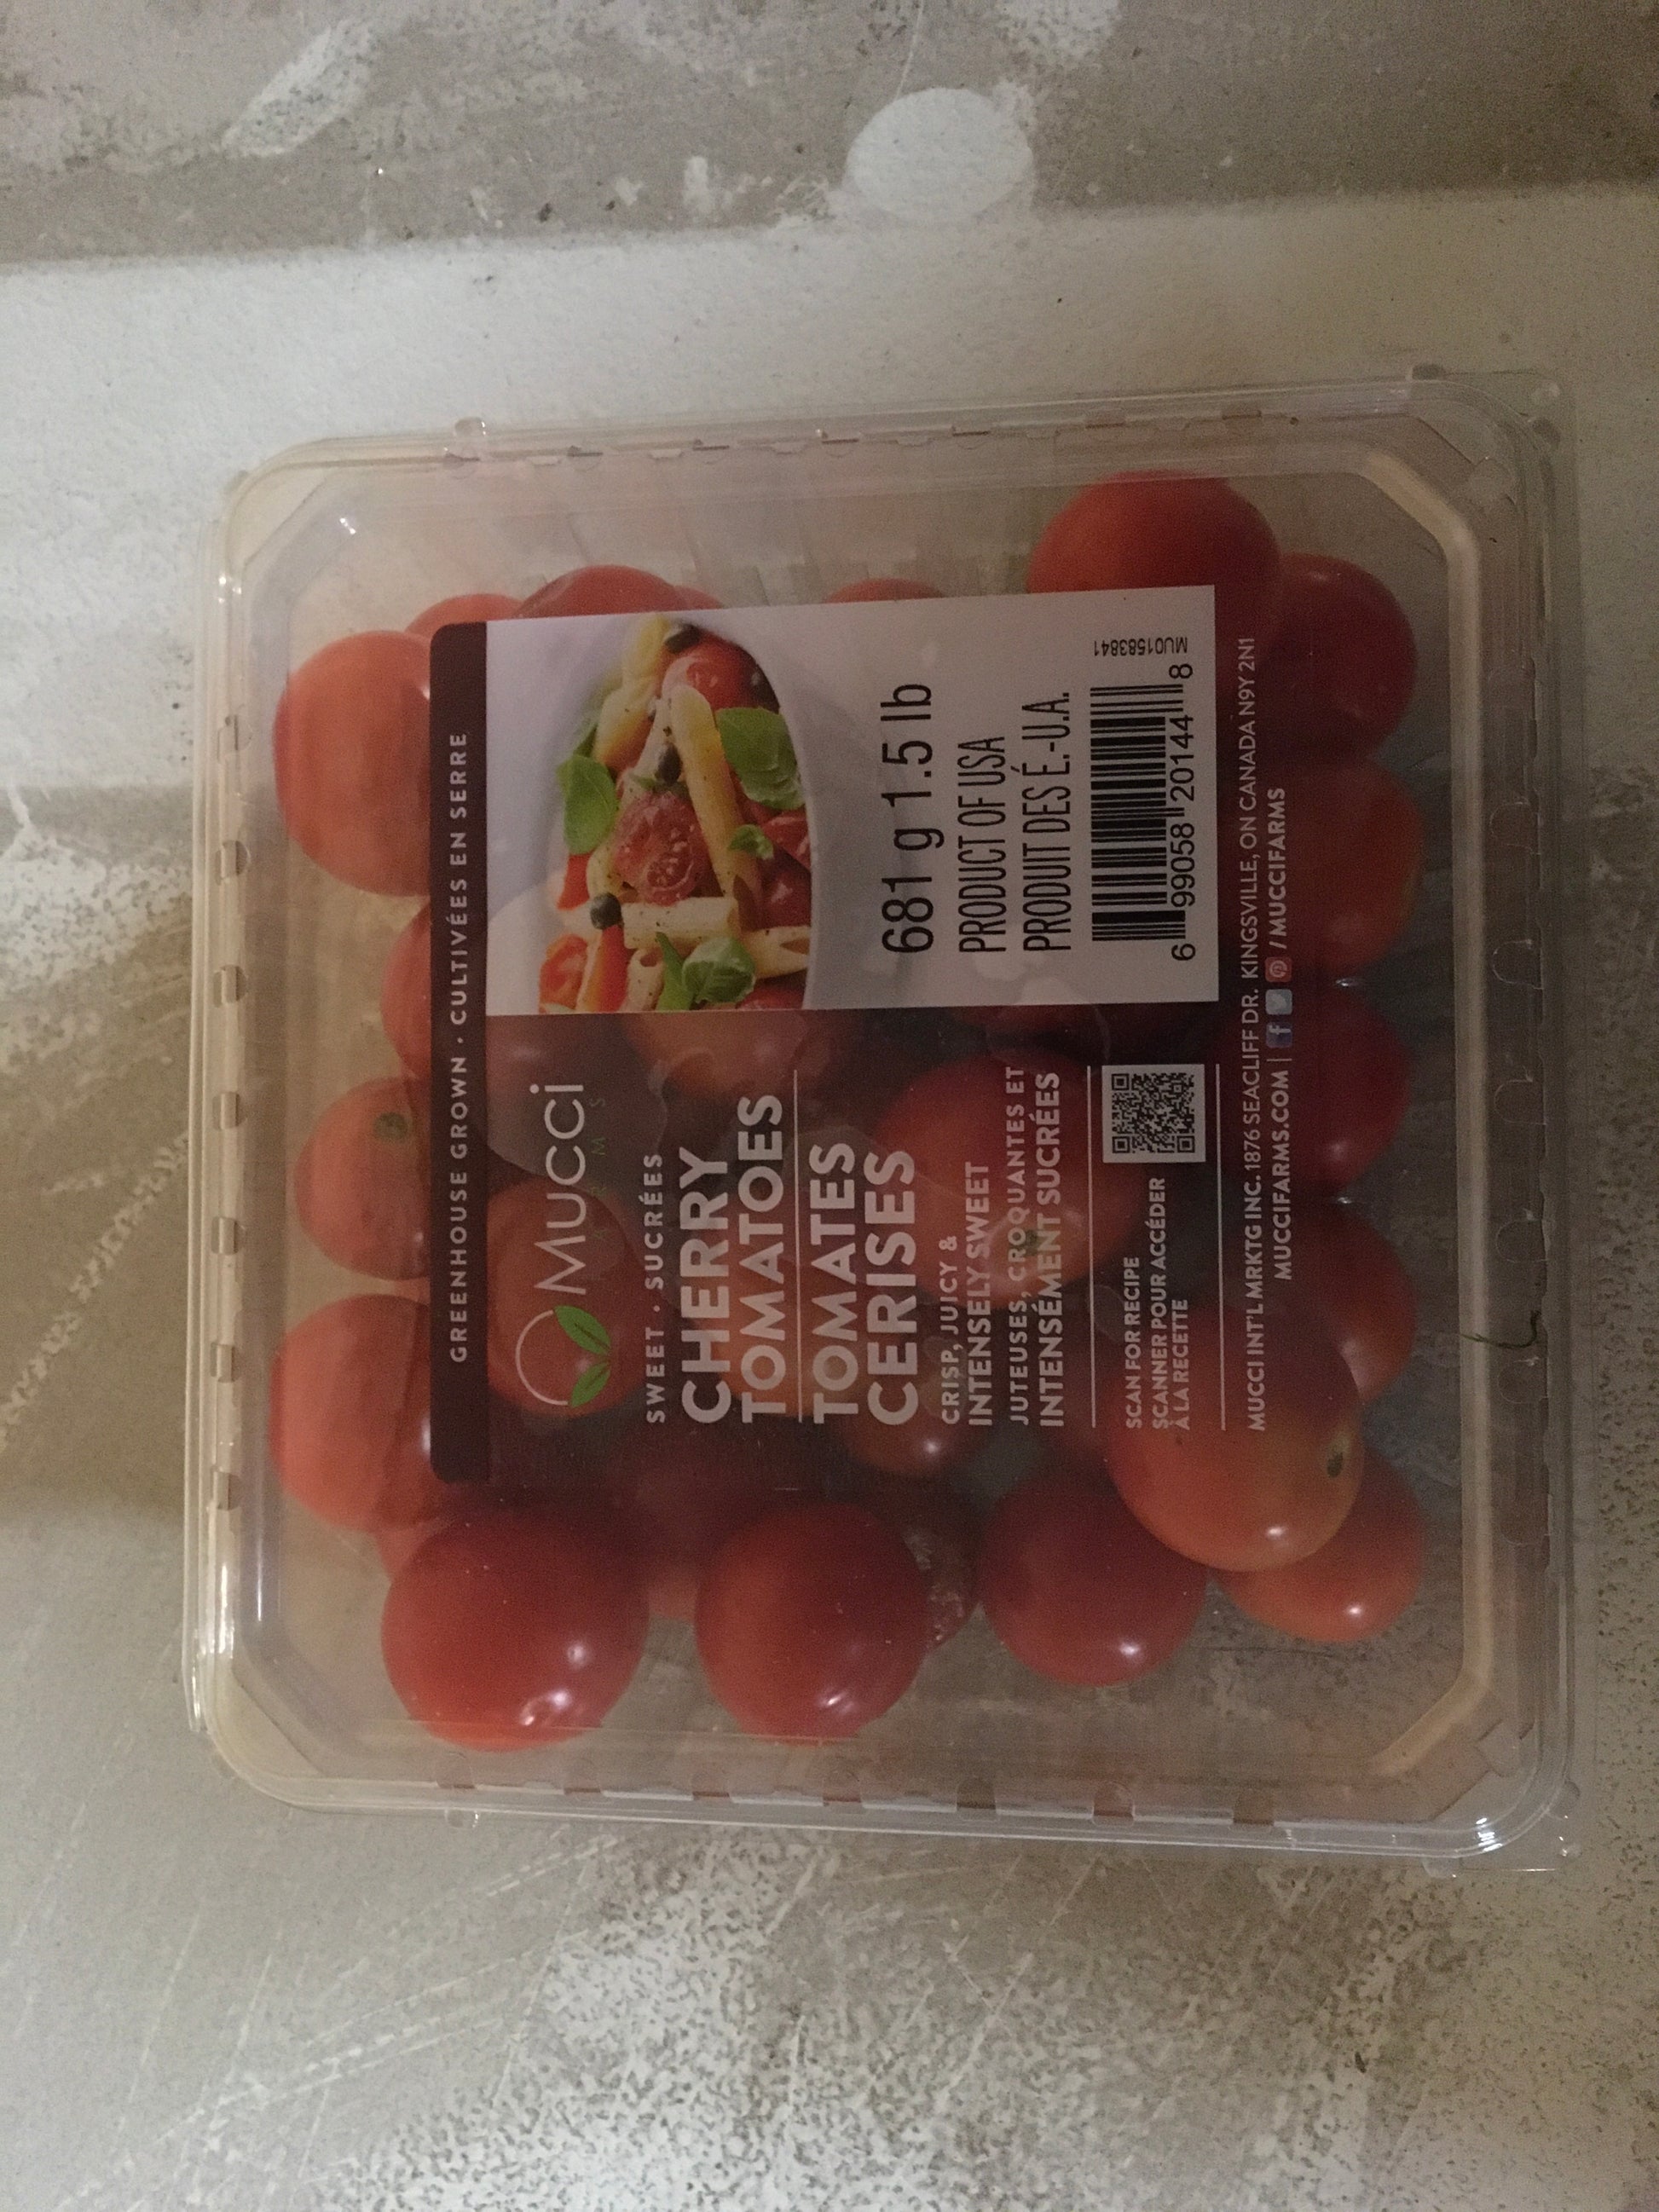 GREENHOUSE GROWN · CULTIVÉES EN SERRE
MUCCI
FARMS
SWEET · SUCRÉES
CHERRY
TOMATOES
TOMATES
CERISES
CRISP, JUICY &
INTENSELY SWEET
JUTEUSES, CROQUANTES ET
INTENSÉMENT SUCRÉES
SCAN FOR RECIPE
SCANNER POUR ACCÉDER
À LA RECETTE
681 g 1.5 lb
PRODUCT OF USA
PRODUIT DES É.-U.A.
MU01583841
6 99058 20144 8
MUCCI INT'L MRKTG INC. 1876 SEACLIFF DR. KINGSVILLE, ON CANADA N9Y 2N1
MUCCIFARMS.COM | /MUCCIFARMS